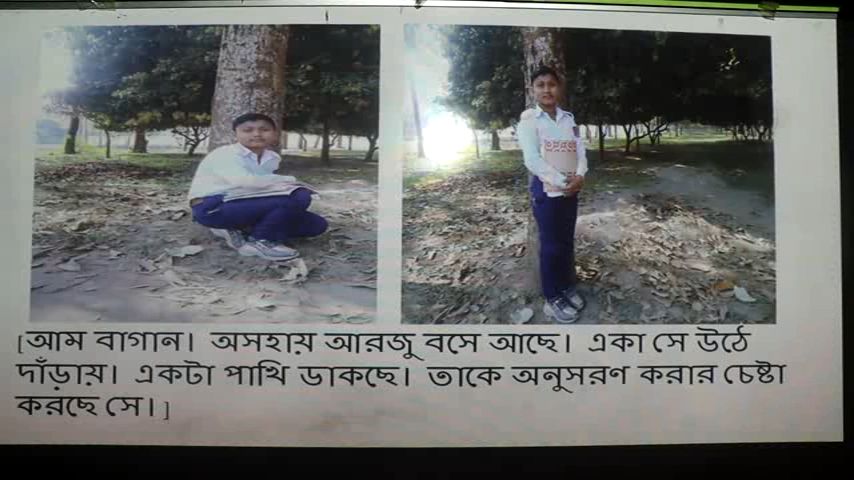 [আম বাগান। অসহায় আরজু বসে আছে। একা সে উঠে
দাঁড়ায়। একটা পাখি ডাকছে। তাকে অনুসরণ করার চেষ্টা
করছে সে।]